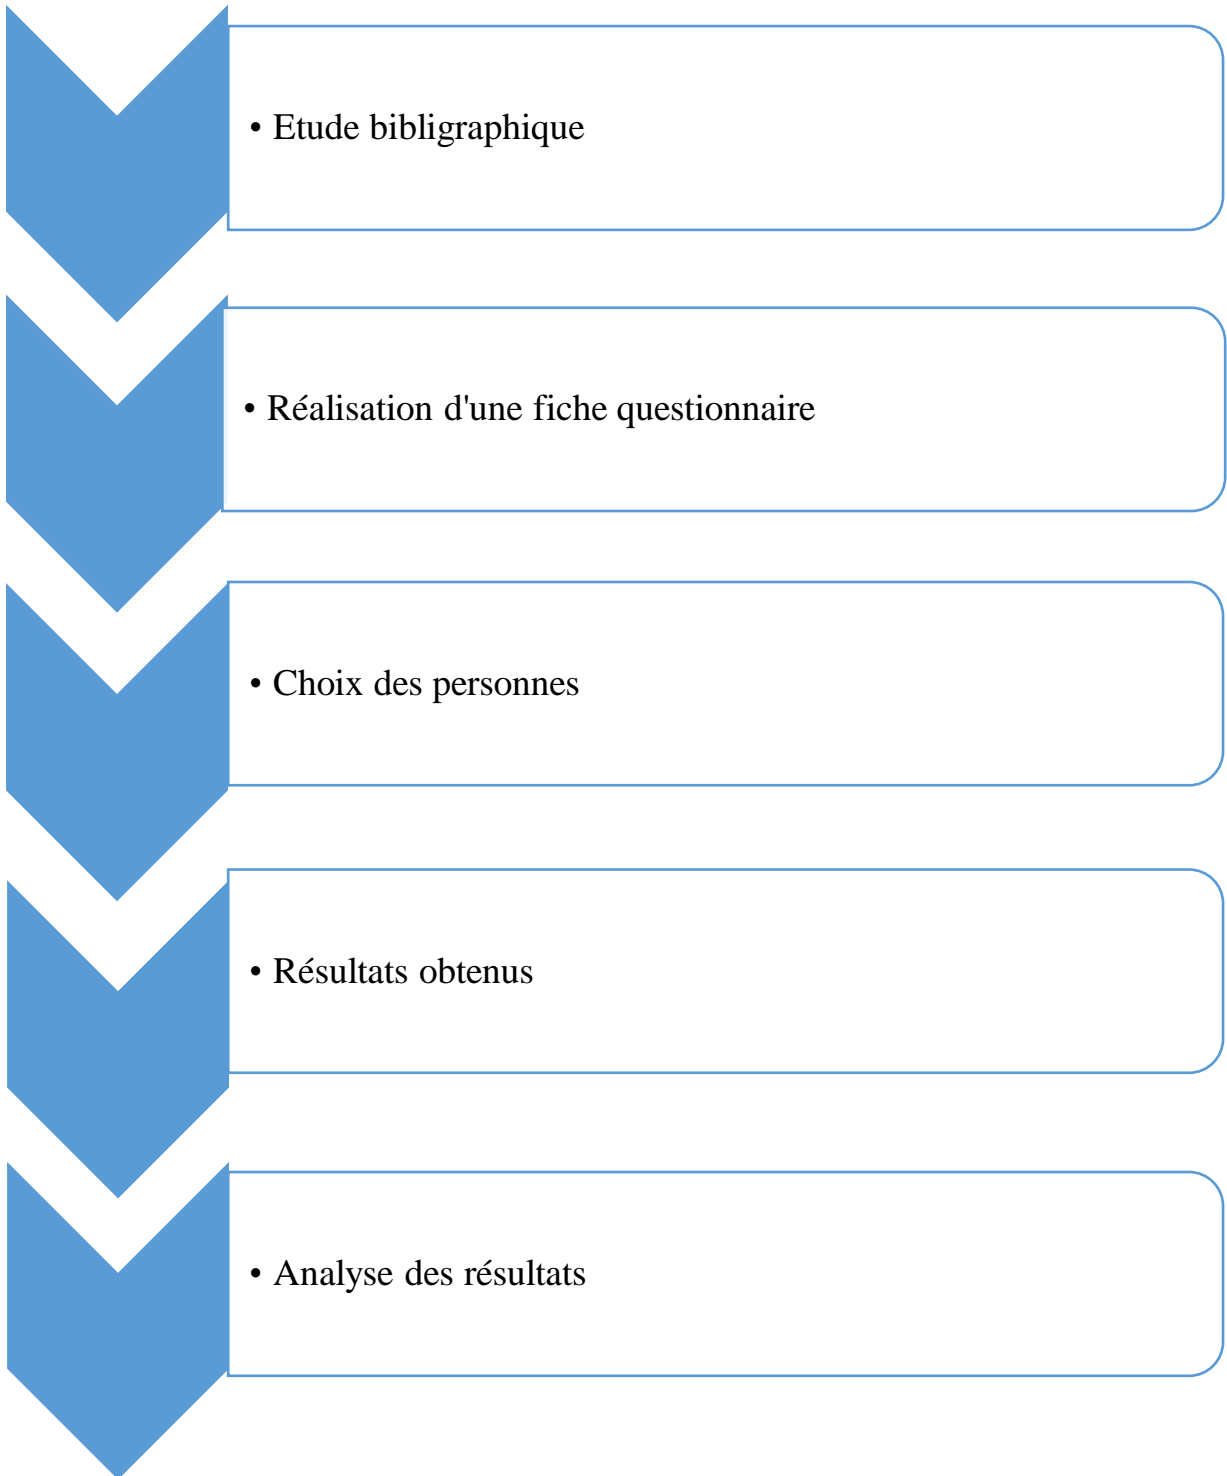 • Etude bibligraphique
• Réalisation d'une fiche questionnaire
• Choix des personnes
• Résultats obtenus
• Analyse des résultats